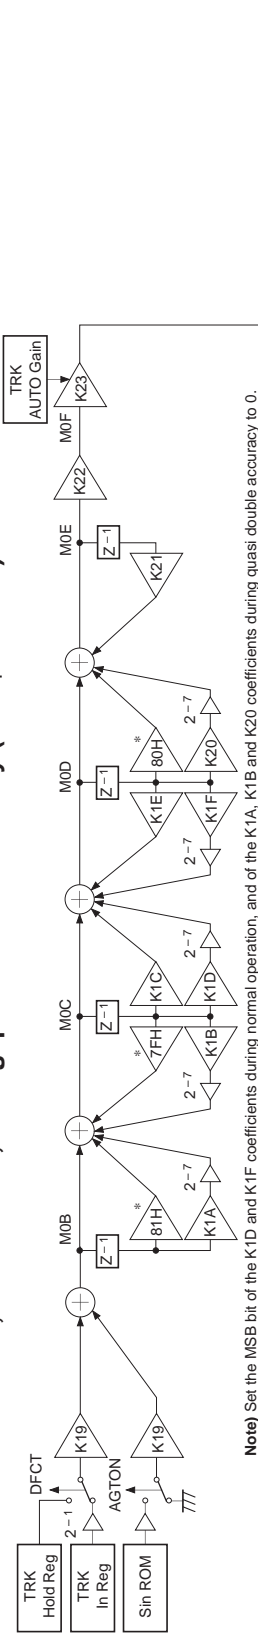 TRK
Hold Reg
TRK
In Reg
Sin ROM
2 – 1
DFCT
AGTON
K19
K19
M0B
Z – 1
81H
*
K1A
2 – 7
7FH
*
K1B
2 – 7
M0C
Z – 1
K1C
K1D
2 – 7
K1E
K1F
2 – 7
M0D
Z – 1
80H
*
K20
2 – 7
M0E
Z – 1
K21
K22
M0F
K23
TRK
AUTO Gain
Note) Set the MSB bit of the K1D and K1F coefficients during normal operation, and of the K1A, K1B and K20 coefficients during quasi double accuracy to 0.